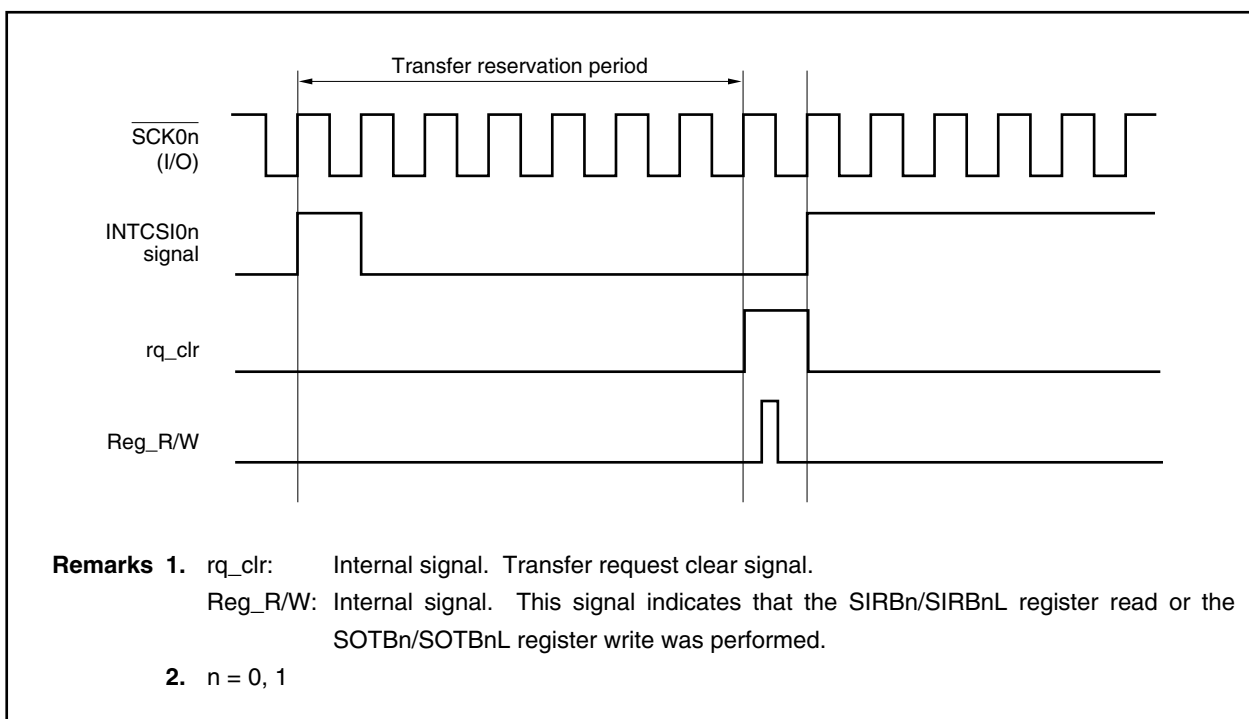 Transfer reservation period
SCK0n
(I/O)
INTCSI0n
signal
rq_clr
Reg_R/W
Remarks 1. rq_clr: Internal signal. Transfer request clear signal.
Reg_R/W: Internal signal. This signal indicates that the SIRBn/SIRBnL register read or the
SOTBn/SOTBnL register write was performed.
2. n = 0, 1